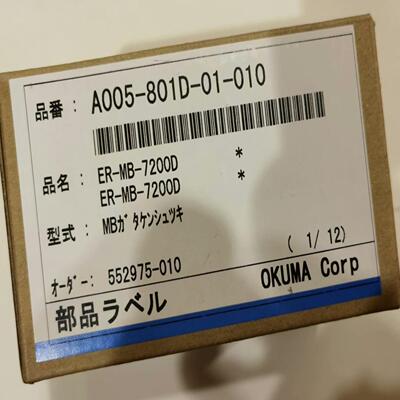 品番 : A005-801D-01-010
品名 : ER-MB-7200D *
ER-MB-7200D *
型式 : MBガタケンシュツキ
( 1/ 12)
オーダー: 552975-010
部品ラベル OKUMA Corp